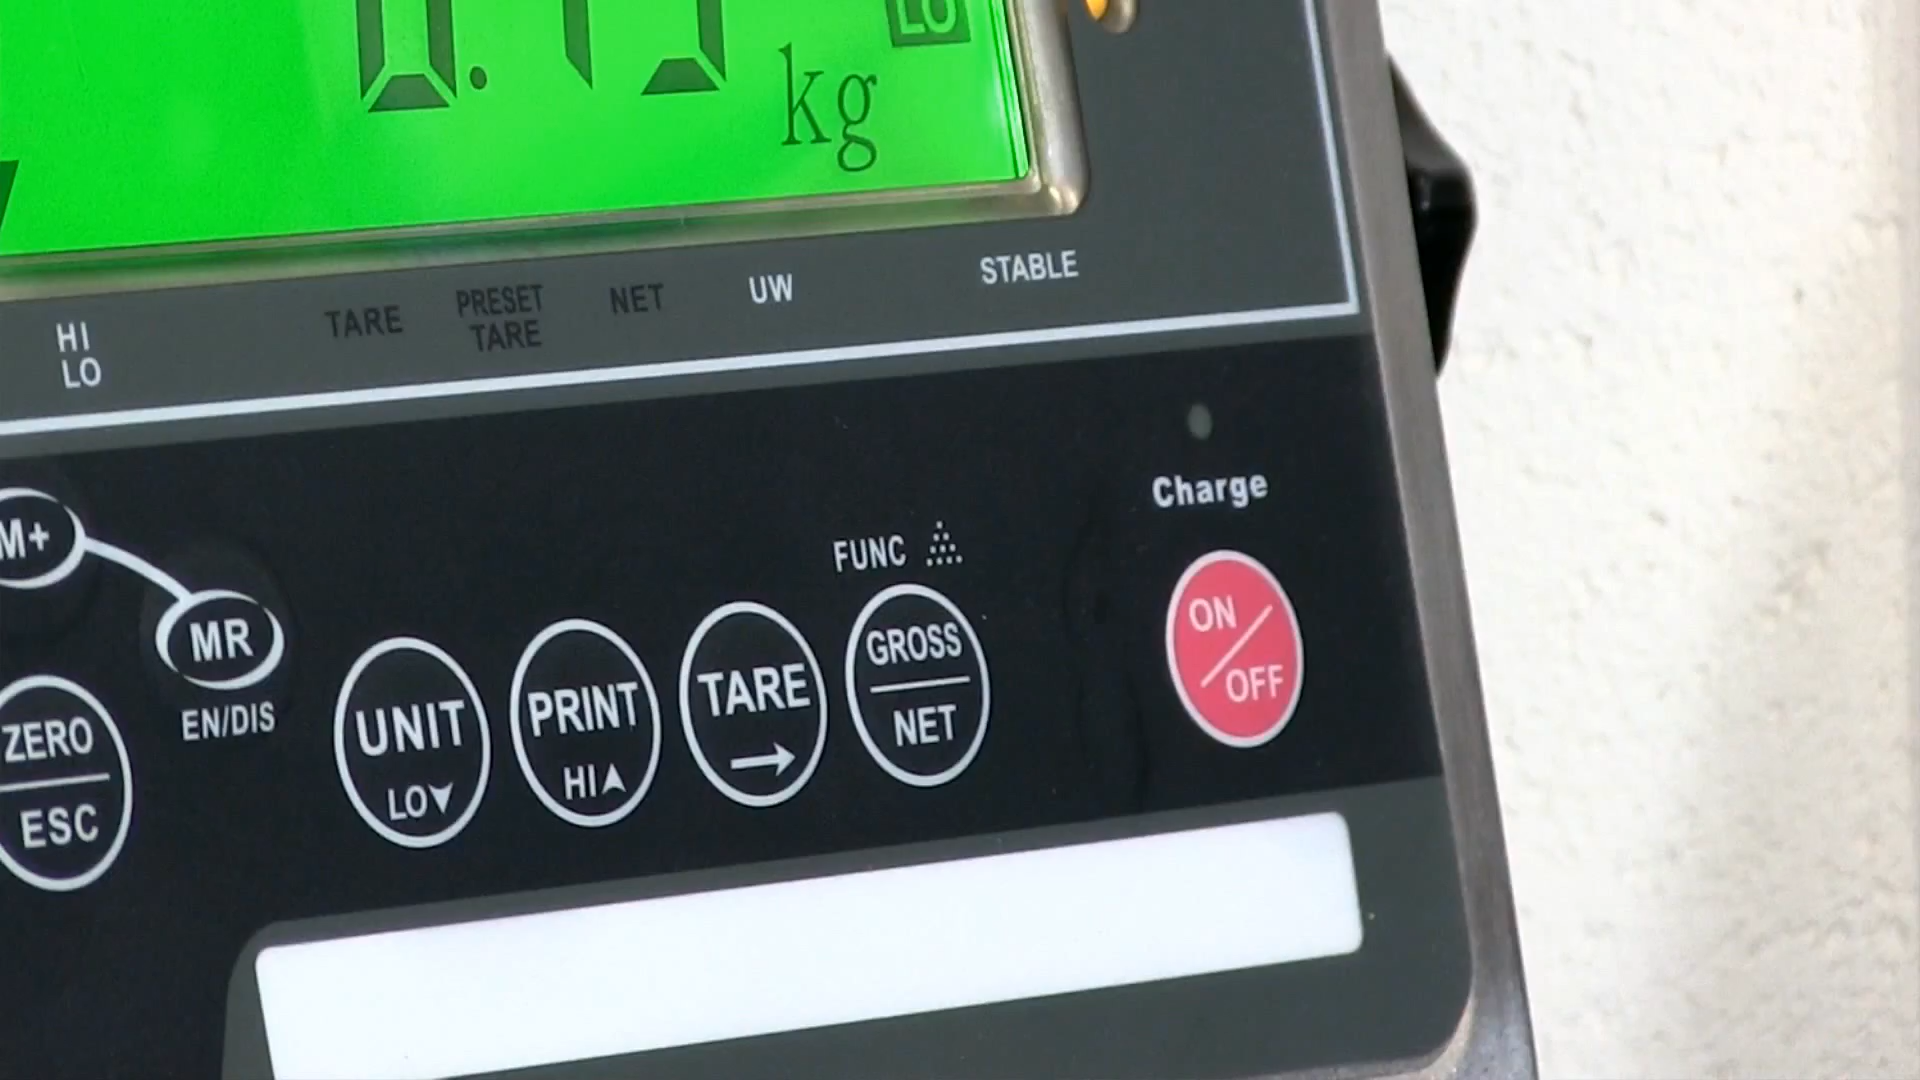 LO
kg
HI
LO
TARE
PRESET
TARE
NET
UW
STABLE
Charge
M+
MR
EN/DIS
FUNC
ZERO
ESC
UNIT
LO
PRINT
HI
TARE
GROSS
NET
ON
OFF